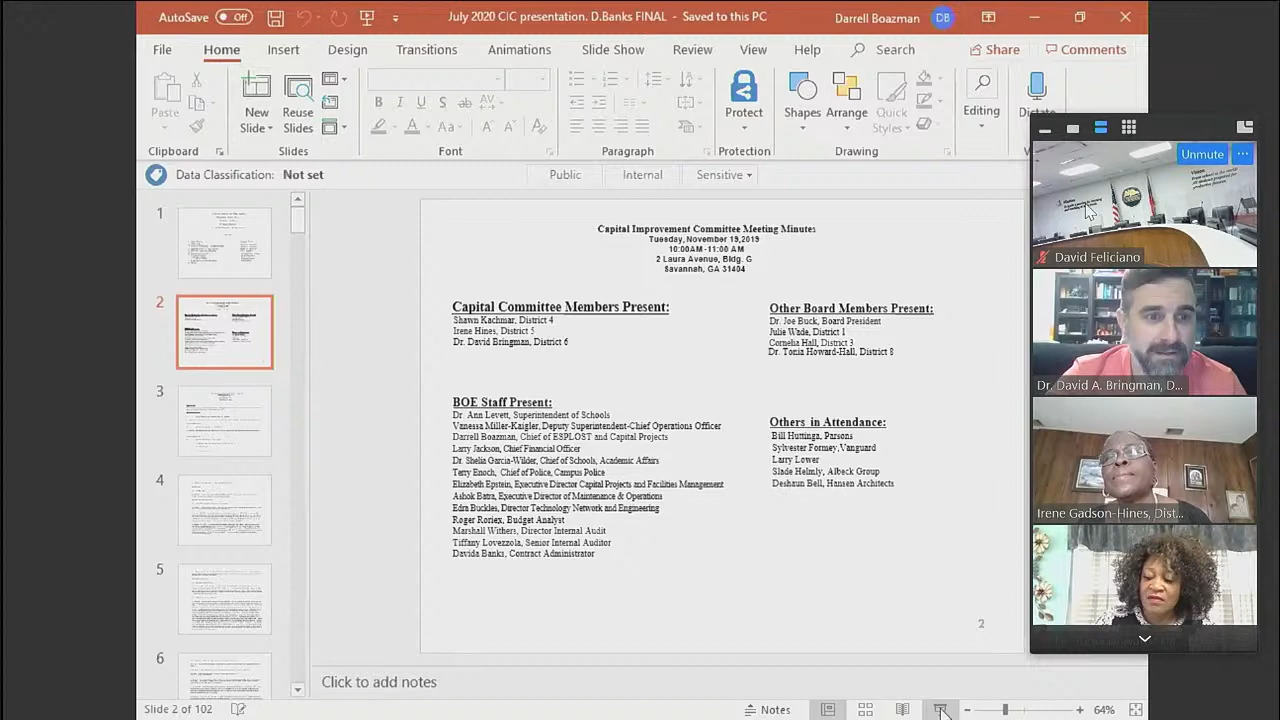 AutoSave Off July 2020 CIC presentation. D.Banks FINAL - Saved to this PC Darrell Boazman DB
File Home Insert Design Transitions Animations Slide Show Review View Help Search Share Comments
Paste
New Slide
Reuse Slides
Protect
Shapes Arrange
Quick Styles
Editing
Dictate
Clipboard Slides Font Paragraph Protection Drawing
Data Classification: Not set Public Internal Sensitive
1
2
3
4
5
6
Capital Improvement Committee Meeting Minutes
Tuesday, November 19,2019
10:00AM-11:00 AM
2 Laura Avenue, Bldg. G
Savannah, GA 31404
Capital Committee Members Present:
Shawn Kachmar, District 4
Irene Hines, District 5
Dr. David Bringman, District 6
Other Board Members Present:
Dr. Joe Buck, Board President
Julie Wade, District 1
Cornelia Hall, District 3
Dr. Tonia Howard-Hall, District 8
BOE Staff Present:
Dr. Ann Levett, Superintendent of Schools
Vanessa Miller-Kaigler, Deputy Superintendent-Chief Operations Officer
Darrell Boazman, Chief of ESPLOST and Capital Projects
Larry Jackson, Chief Financial Officer
Dr. Shelia Garcia-Wilder, Chief of Schools, Academic Affairs
Terry Enoch, Chief of Police, Campus Police
Elizabeth Epstein, Executive Director Capital Projects and Facilities Management
Ashok Batra, Executive Director of Maintenance & Operations
Edra Buckles, Director Technology Network and Engineering
Roger Roriex, Budget Analyst
Marshall Withers, Director Internal Audit
Tiffany Lovezzola, Senior Internal Auditor
Davida Banks, Contract Administrator
Others in Attendance:
Bill Huttinga, Parsons
Sylvester Formey,Vanguard
Larry Lower
Slade Helmly, Albeck Group
Deshaun Bell, Hansen Architects
2
Unmute
Vision
David Feliciano
Dr. David A. Bringman, D...
Irene Gadson-Hines, Dist...
Click to add notes
Slide 2 of 102 Notes 64%